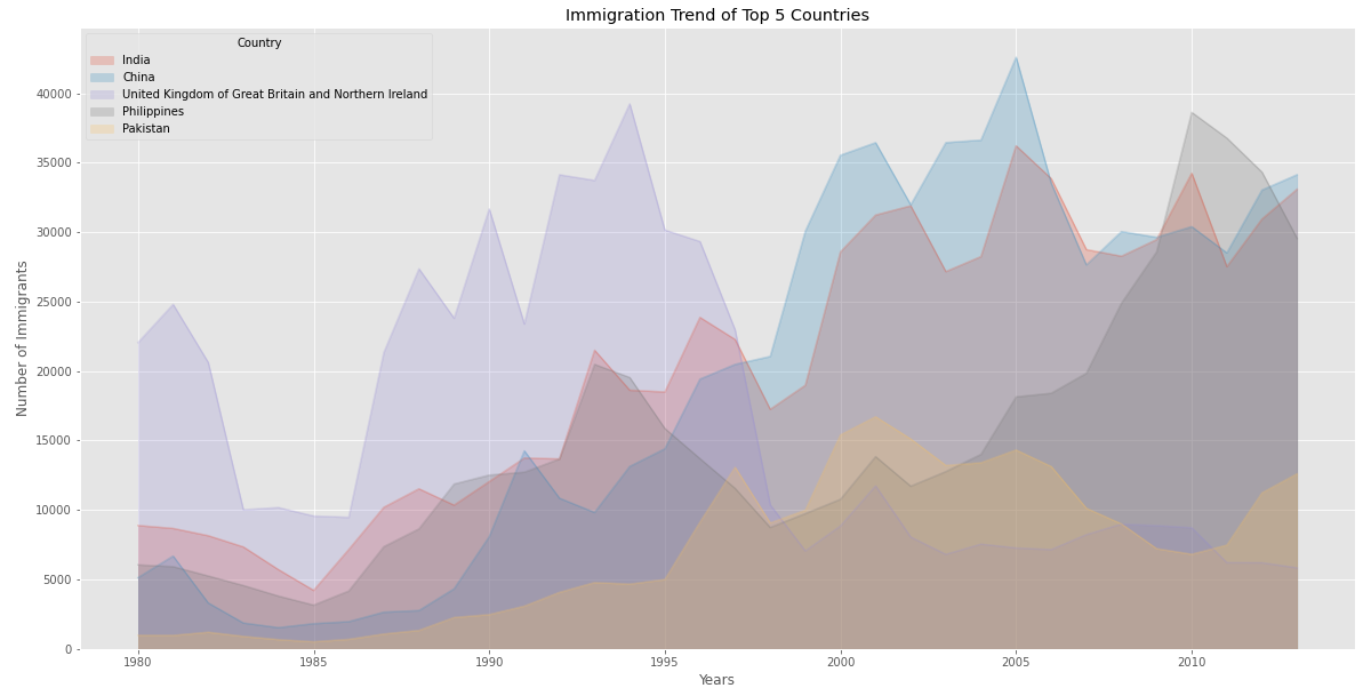 Immigration Trend of Top 5 Countries
Country
India
China
United Kingdom of Great Britain and Northern Ireland
Philippines
Pakistan
Number of Immigrants
40000
35000
30000
25000
20000
15000
10000
5000
0
1980 1985 1990 1995 2000 2005 2010
Years